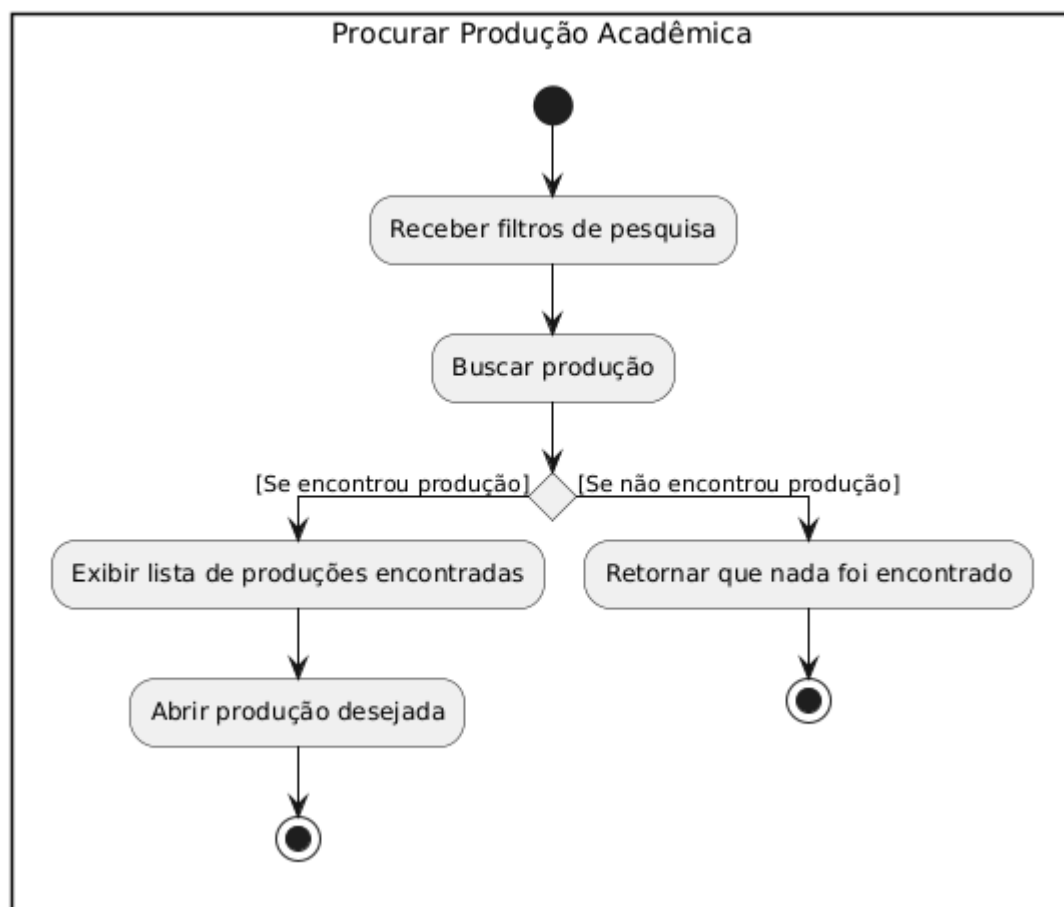 Procurar Produção Acadêmica
Receber filtros de pesquisa
Buscar produção
[Se encontrou produção]
[Se não encontrou produção]
Exibir lista de produções encontradas
Retornar que nada foi encontrado
Abrir produção desejada